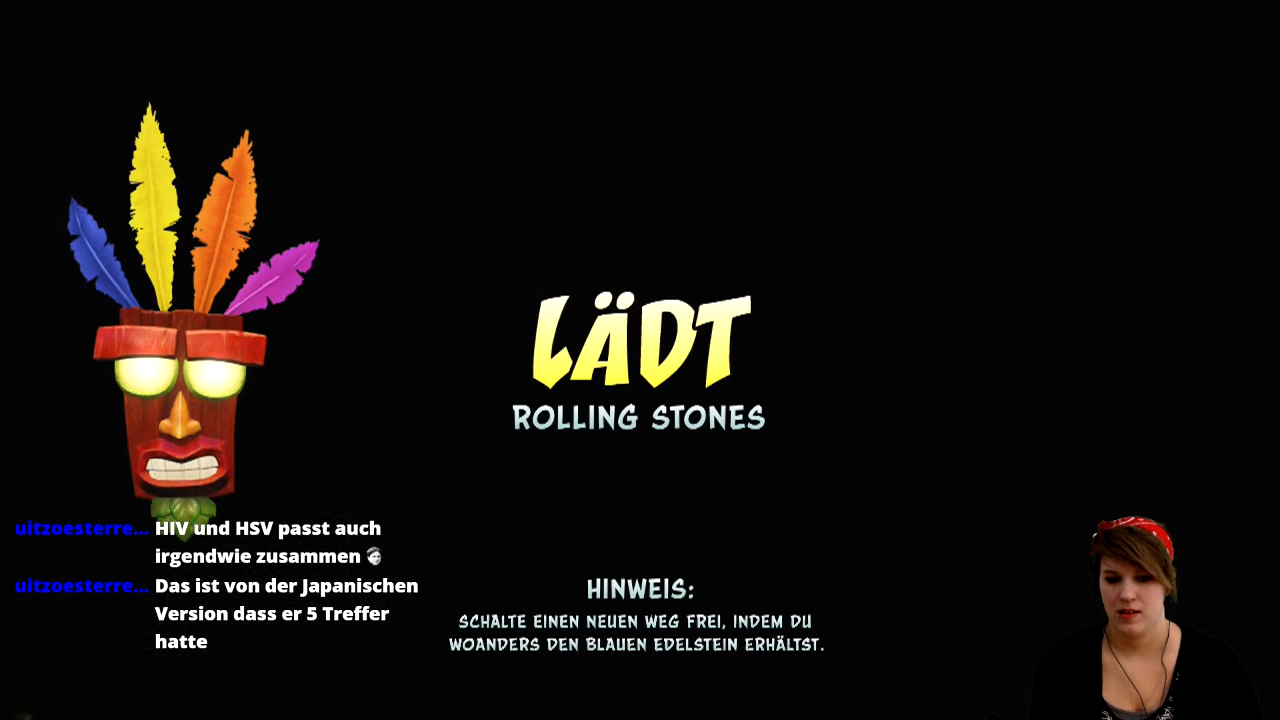 LÄDT
ROLLING STONES
uitzoesterre... HIV und HSV passt auch
irgendwie zusammen
uitzoesterre... Das ist von der Japanischen
Version dass er 5 Treffer
hatte
HINWEIS:
SCHALTE EINEN NEUEN WEG FREI, INDEM DU
WOANDERS DEN BLAUEN EDELSTEIN ERHÄLTST.